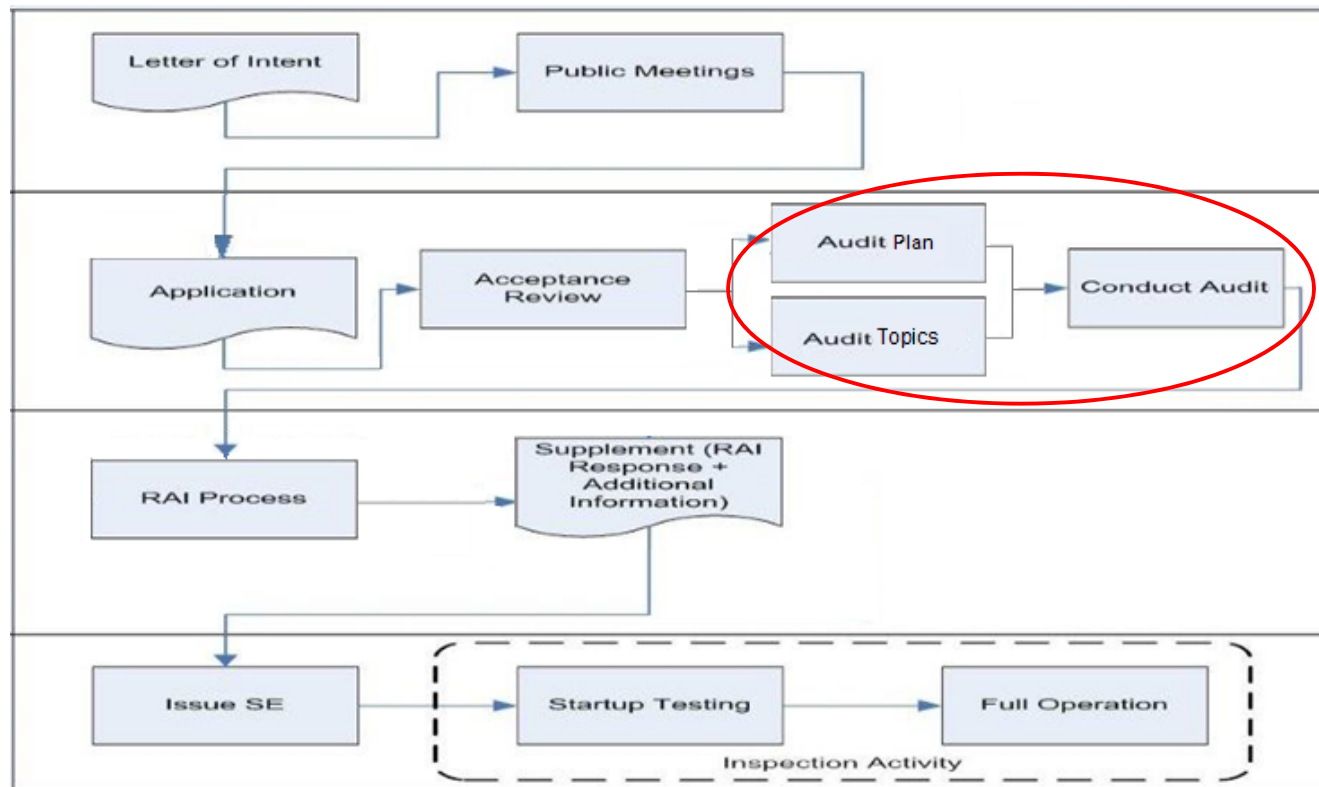 Letter of Intent
Public Meetings
Application
Acceptance
Review
Audit Plan
Audit Topics
Conduct Audit
RAI Process
Supplement (RAI
Response +
Additional
Information)
Issue SE
Startup Testing
Full Operation
Inspection Activity